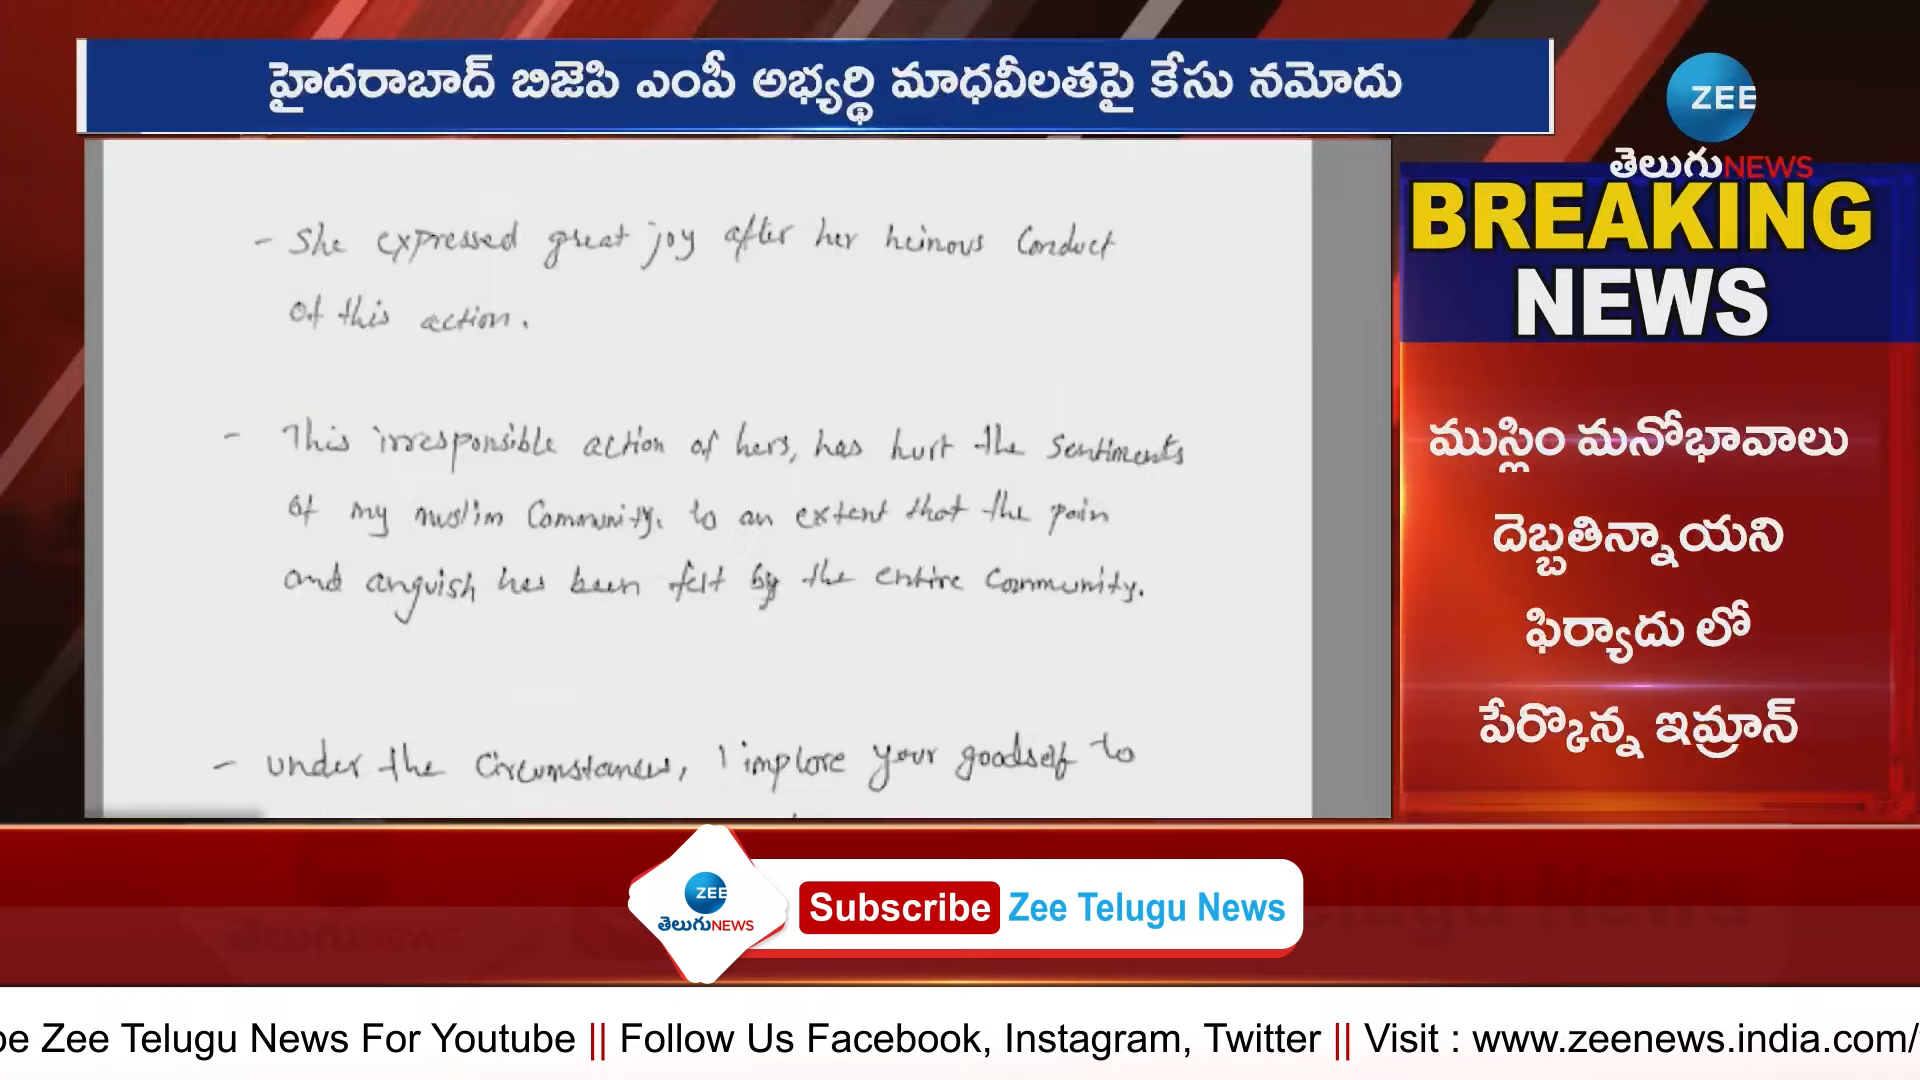 హైదరాబాద్ బిజెపి ఎంపీ అభ్యర్థి మాధవీలతపై కేసు నమోదు
ZEE
తెలుగు NEWS
BREAKING
NEWS
- She expressed great joy after her heinous Conduct
of this action.
- This irresponsible action of hers, has hurt the Sentiments
of my muslim Community. to an extent that the pain
and anguish has been felt by the entire Community.
- under the Circumstances, I implore your goodself to
ముస్లిం మనోభావాలు
దెబ్బతిన్నాయని
ఫిర్యాదు లో
పేర్కొన్న ఇమ్రాన్
ZEE
తెలుగు NEWS
Subscribe Zee Telugu News
be Zee Telugu News For Youtube || Follow Us Facebook, Instagram, Twitter || Visit : www.zeenews.india.com/